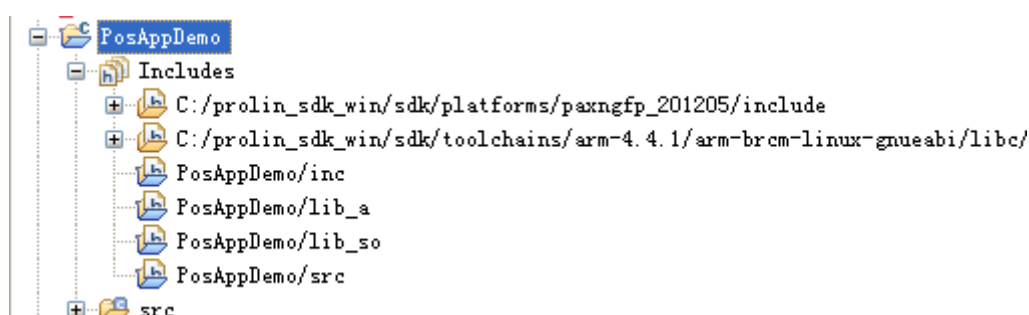 PosAppDemo
Includes
C:/prolin_sdk_win/sdk/platforms/paxngfp_201205/include
C:/prolin_sdk_win/sdk/toolchains/arm-4.4.1/arm-brcm-linux-gnueabi/libc/
PosAppDemo/inc
PosAppDemo/lib_a
PosAppDemo/lib_so
PosAppDemo/src
src